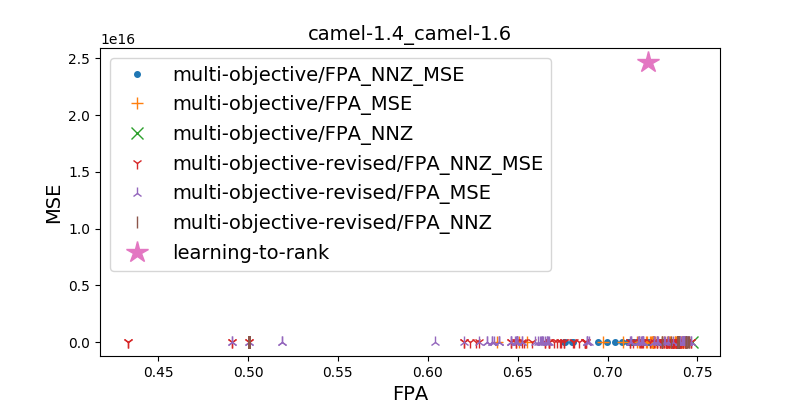 camel-1.4_camel-1.6
1e16
2.5
2.0
1.5
1.0
0.5
0.0
MSE
multi-objective/FPA_NNZ_MSE
multi-objective/FPA_MSE
multi-objective/FPA_NNZ
multi-objective-revised/FPA_NNZ_MSE
multi-objective-revised/FPA_MSE
multi-objective-revised/FPA_NNZ
learning-to-rank
0.45 0.50 0.55 0.60 0.65 0.70 0.75
FPA